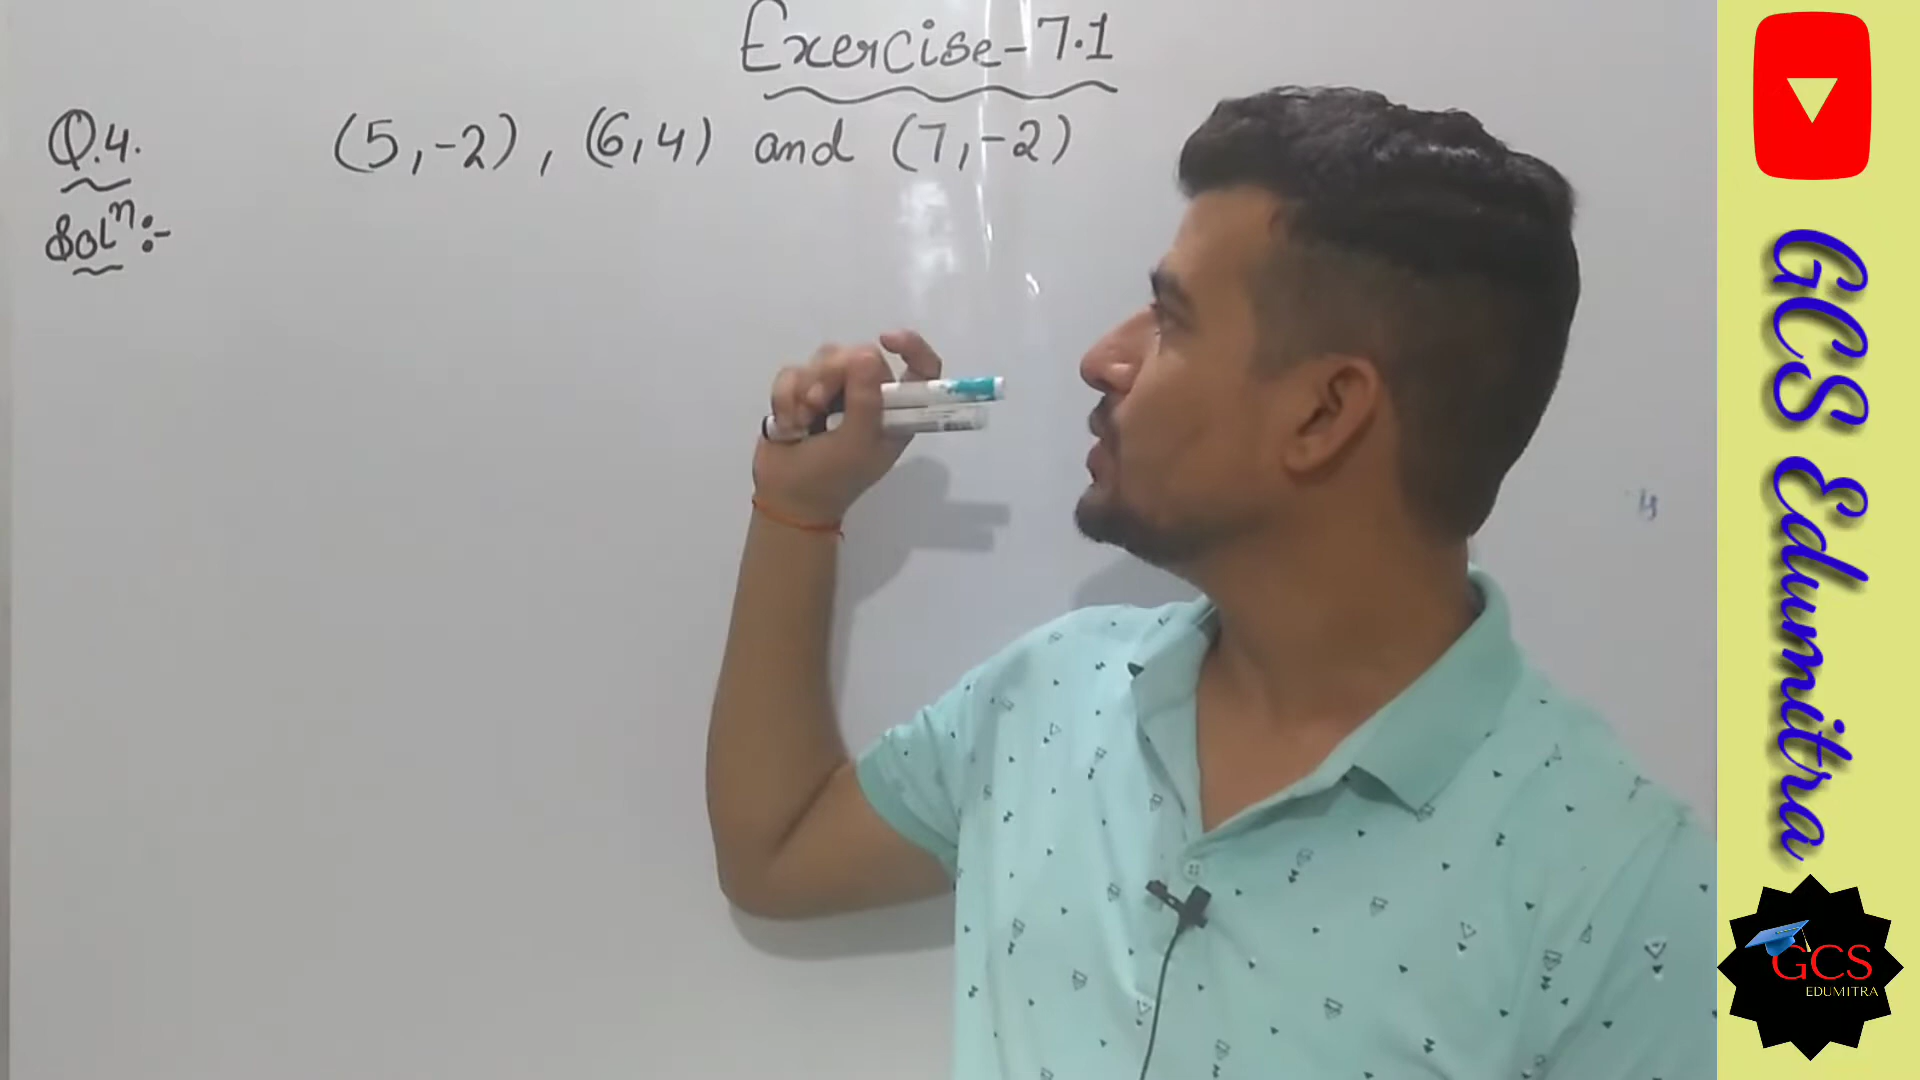 Exercise-7.1
Q.4. (5,-2), (6,4) and (7,-2)
Solⁿ:-
GCS Edumitra
GCS
EDUMITRA